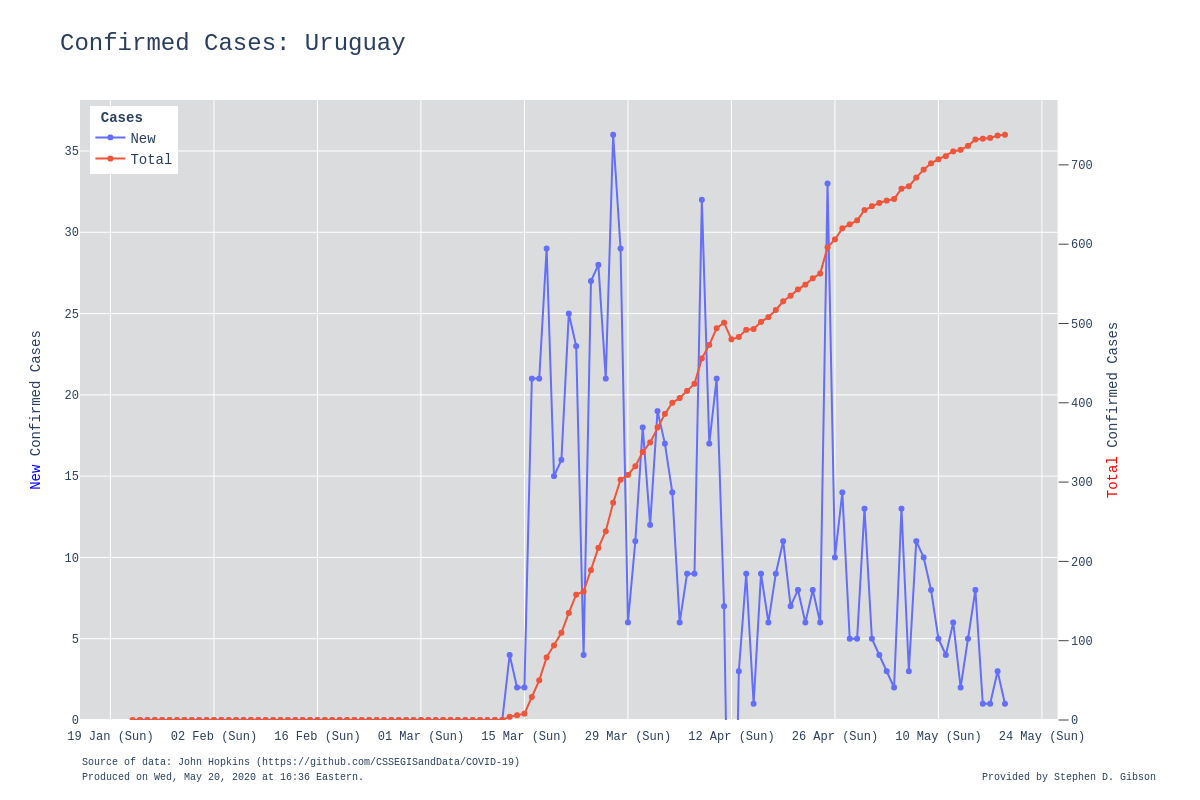 Confirmed Cases: Uruguay
Cases
New
Total
35
30
25
20
15
10
5
0
700
600
500
400
300
200
100
0
New Confirmed Cases
Total Confirmed Cases
19 Jan (Sun) 02 Feb (Sun) 16 Feb (Sun) 01 Mar (Sun) 15 Mar (Sun) 29 Mar (Sun) 12 Apr (Sun) 26 Apr (Sun) 10 May (Sun) 24 May (Sun)
Source of data: John Hopkins (https://github.com/CSSEGISandData/COVID-19)
Produced on Wed, May 20, 2020 at 16:36 Eastern.
Provided by Stephen D. Gibson